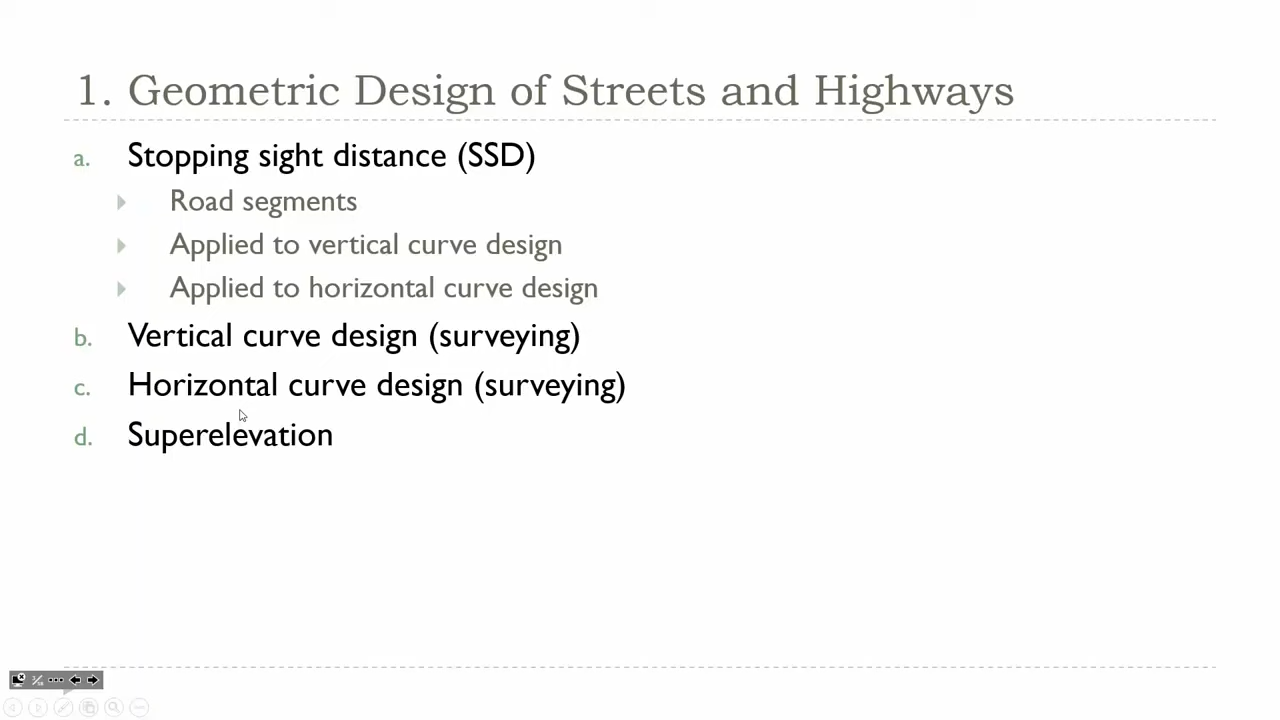 1. Geometric Design of Streets and Highways
a. Stopping sight distance (SSD)
Road segments
Applied to vertical curve design
Applied to horizontal curve design
b. Vertical curve design (surveying)
c. Horizontal curve design (surveying)
d. Superelevation